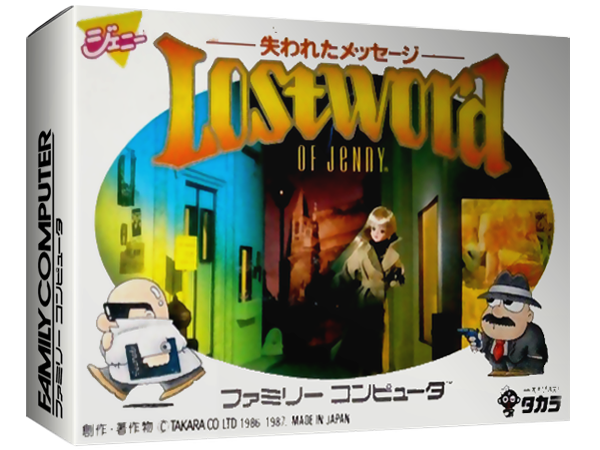 ジェニー
失われたメッセージ
Lostword
OF JENNY®
ファミリー コンピュータ™
タカラ
創作・著作物 (C) TAKARA CO LTD 1986 1987. MADE IN JAPAN
FAMILY COMPUTER
ファミリー コンピュータ